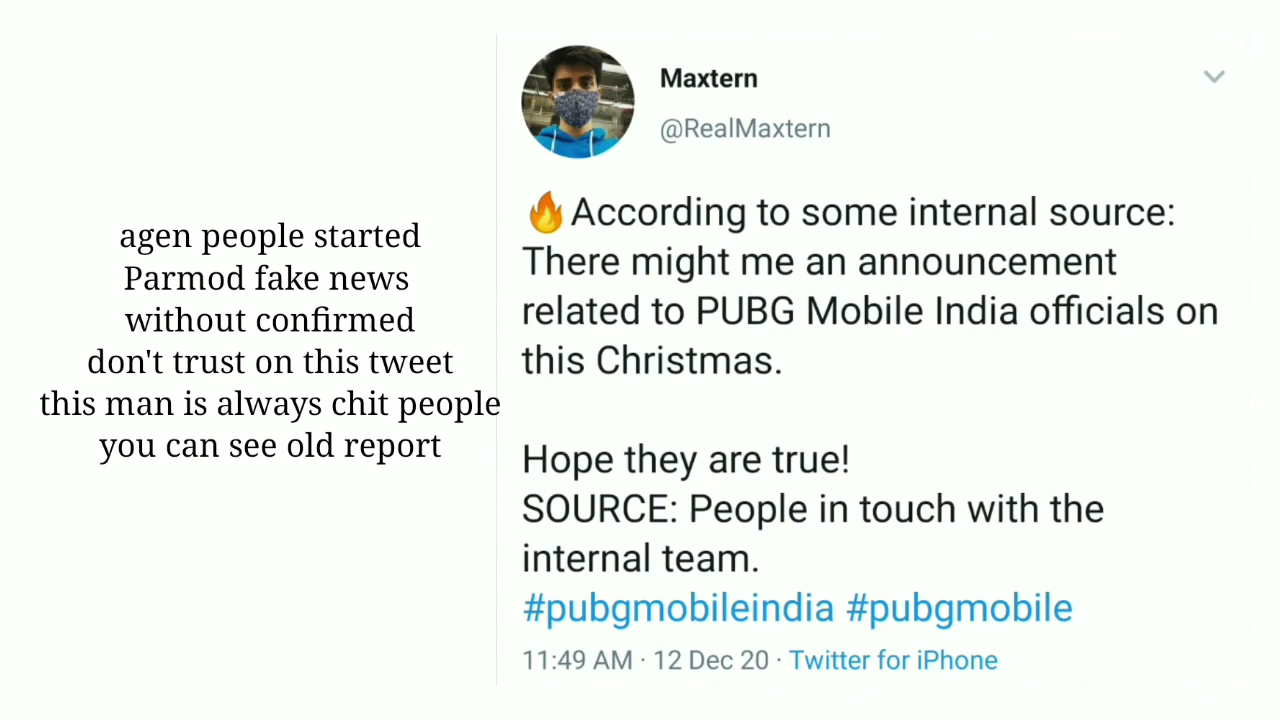 agen people started
Parmod fake news
without confirmed
don't trust on this tweet
this man is always chit people
you can see old report
Maxtern
@RealMaxtern
🔥According to some internal source:
There might me an announcement
related to PUBG Mobile India officials on
this Christmas.
Hope they are true!
SOURCE: People in touch with the
internal team.
#pubgmobileindia #pubgmobile
11:49 AM · 12 Dec 20 · Twitter for iPhone